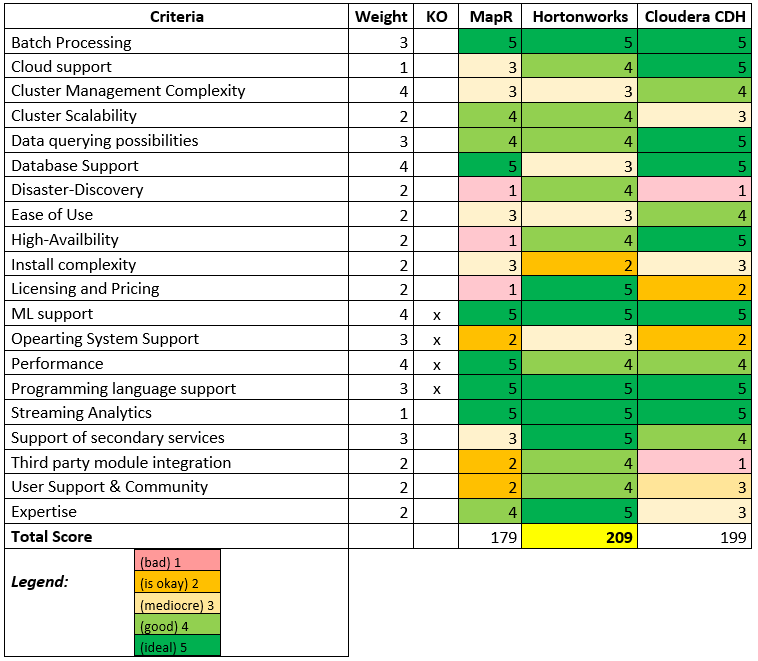 Criteria Weight KO MapR Hortonworks Cloudera CDH
Batch Processing 3 5 5 5
Cloud support 1 3 4 5
Cluster Management Complexity 4 3 3 4
Cluster Scalability 2 4 4 3
Data querying possibilities 3 4 4 5
Database Support 4 5 3 5
Disaster-Discovery 2 1 4 1
Ease of Use 2 3 3 4
High-Availbility 2 1 4 5
Install complexity 2 3 2 3
Licensing and Pricing 2 1 5 2
ML support 4 x 5 5 5
Opearting System Support 3 x 2 3 2
Performance 4 x 5 4 4
Programming language support 3 x 5 5 5
Streaming Analytics 1 5 5 5
Support of secondary services 3 3 5 4
Third party module integration 2 2 4 1
User Support & Community 2 2 4 3
Expertise 2 4 5 3
Total Score 179 209 199
Legend:
(bad) 1
(is okay) 2
(mediocre) 3
(good) 4
(ideal) 5